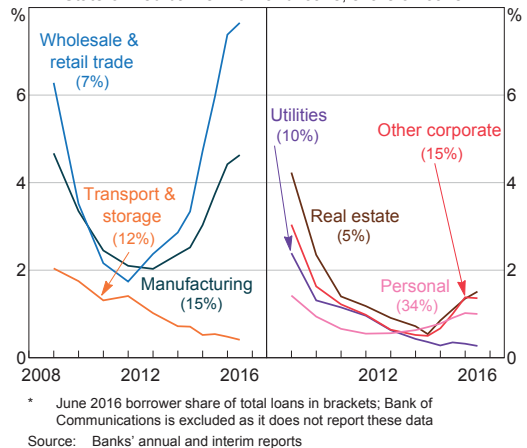 %
%
Wholesale &
retail trade
(7%)
Utilities
(10%)
Other corporate
(15%)
Transport &
storage
(12%)
Real estate
(5%)
Manufacturing
(15%)
Personal
(34%)
6
6
4
4
2
2
0
0
2008
2012
2016
2012
2016
* June 2016 borrower share of total loans in brackets; Bank of
Communications is excluded as it does not report these data
Source: Banks' annual and interim reports